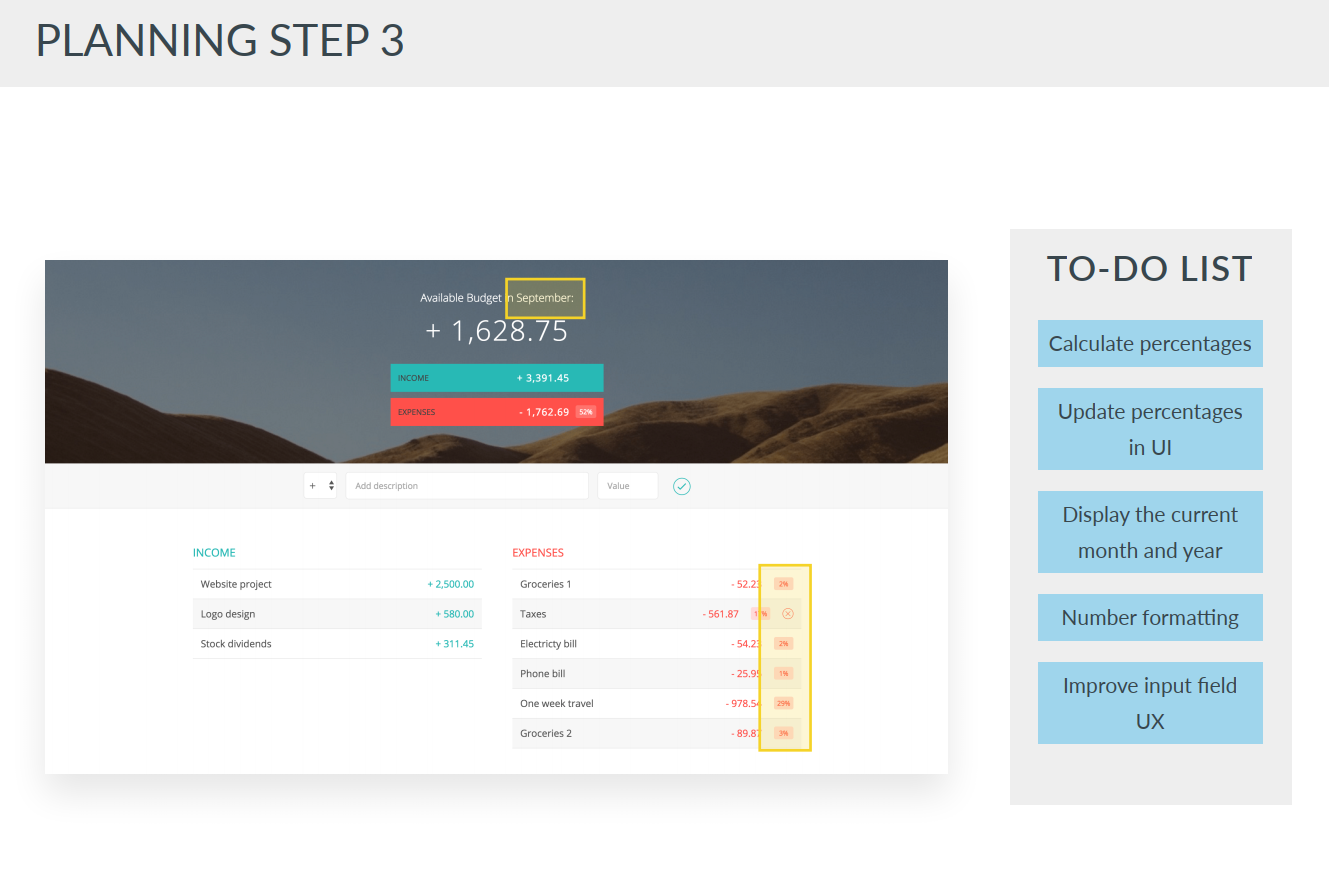 PLANNING STEP 3
Available Budget in September:
+ 1,628.75
INCOME + 3,391.45
EXPENSES - 1,762.69 52%
+ Add description Value
INCOME
Website project + 2,500.00
Logo design + 580.00
Stock dividends + 311.45
EXPENSES
Groceries 1 - 52.23 2%
Taxes - 561.87
Electricty bill - 54.23 2%
Phone bill - 25.95 1%
One week travel - 978.54 29%
Groceries 2 - 89.87 3%
TO-DO LIST
Calculate percentages
Update percentages
in UI
Display the current
month and year
Number formatting
Improve input field
UX